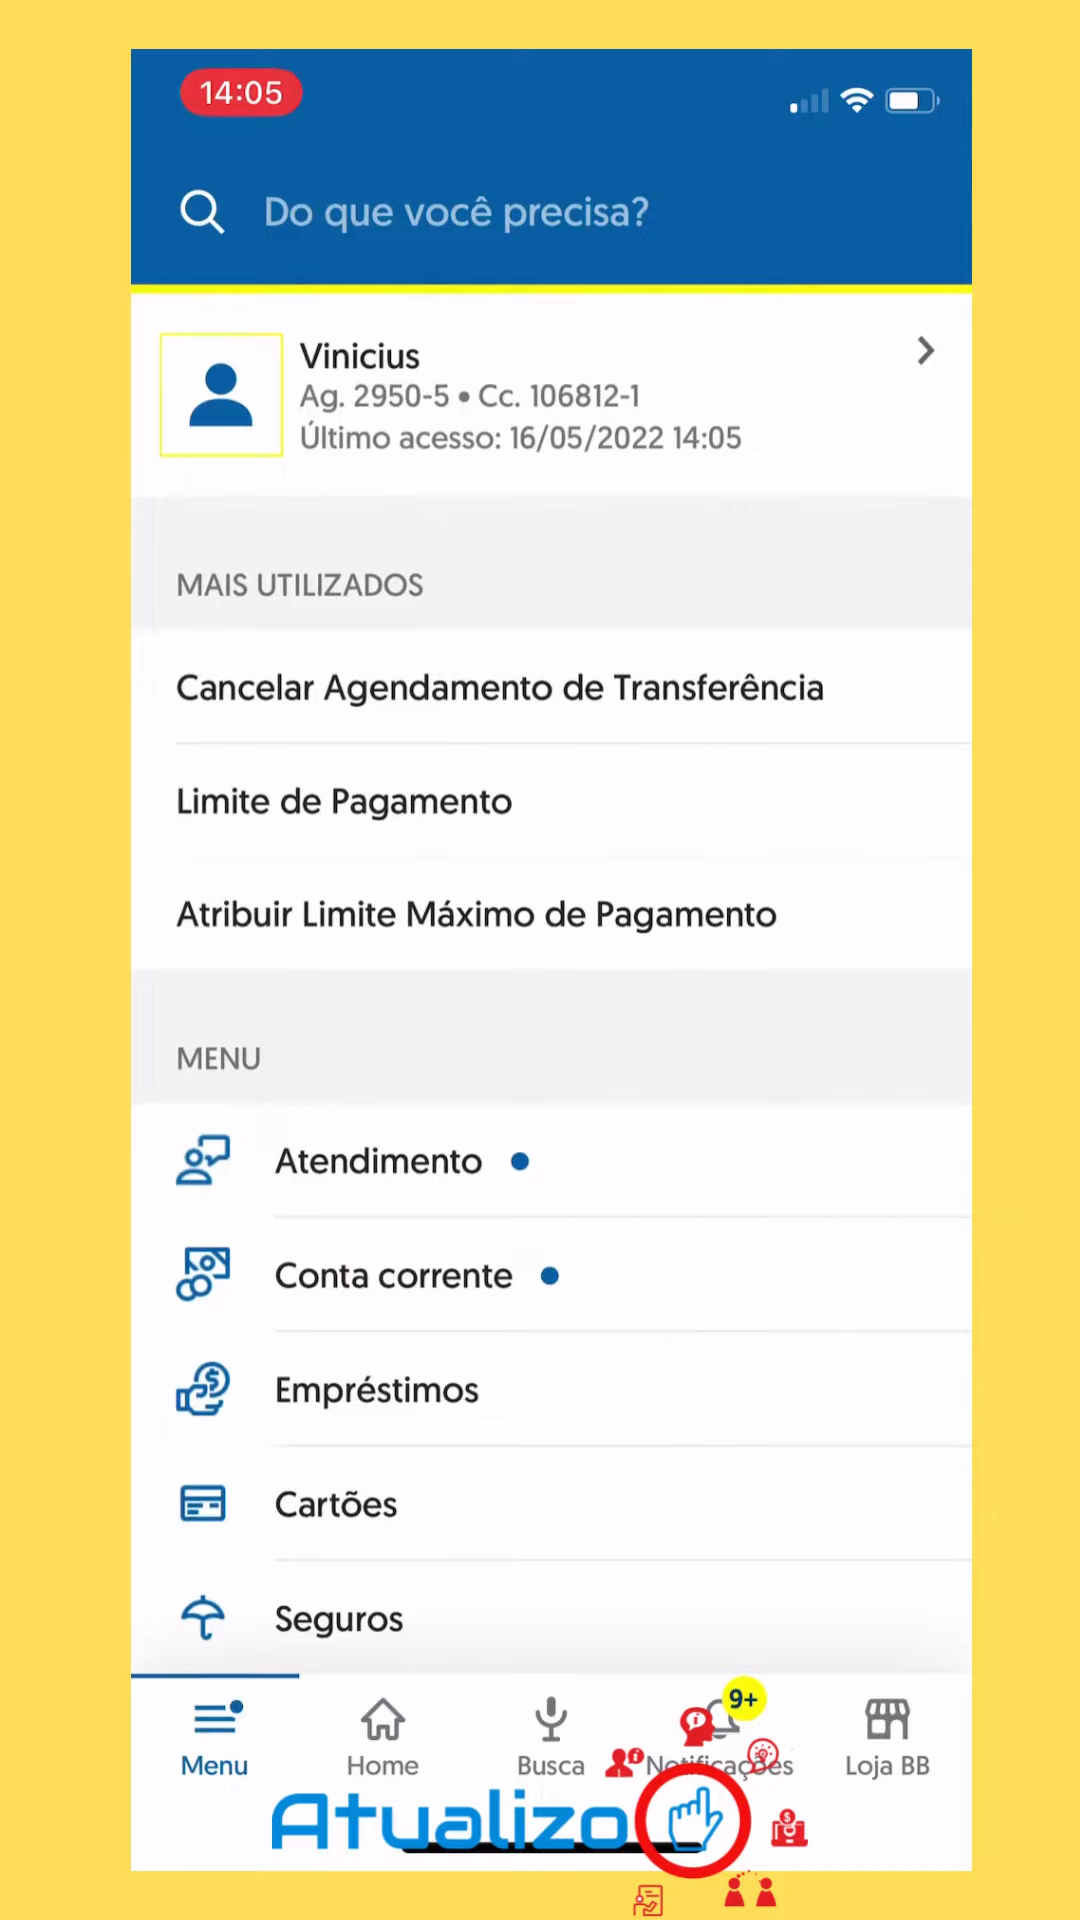 14:05
Do que você precisa?
Vinicius
Ag. 2950-5 • Cc. 106812-1
Último acesso: 16/05/2022 14:05
MAIS UTILIZADOS
Cancelar Agendamento de Transferência
Limite de Pagamento
Atribuir Limite Máximo de Pagamento
MENU
Atendimento
Conta corrente
Empréstimos
Cartões
Seguros
9+
Menu Home Busca Notificações Loja BB
Atualizo